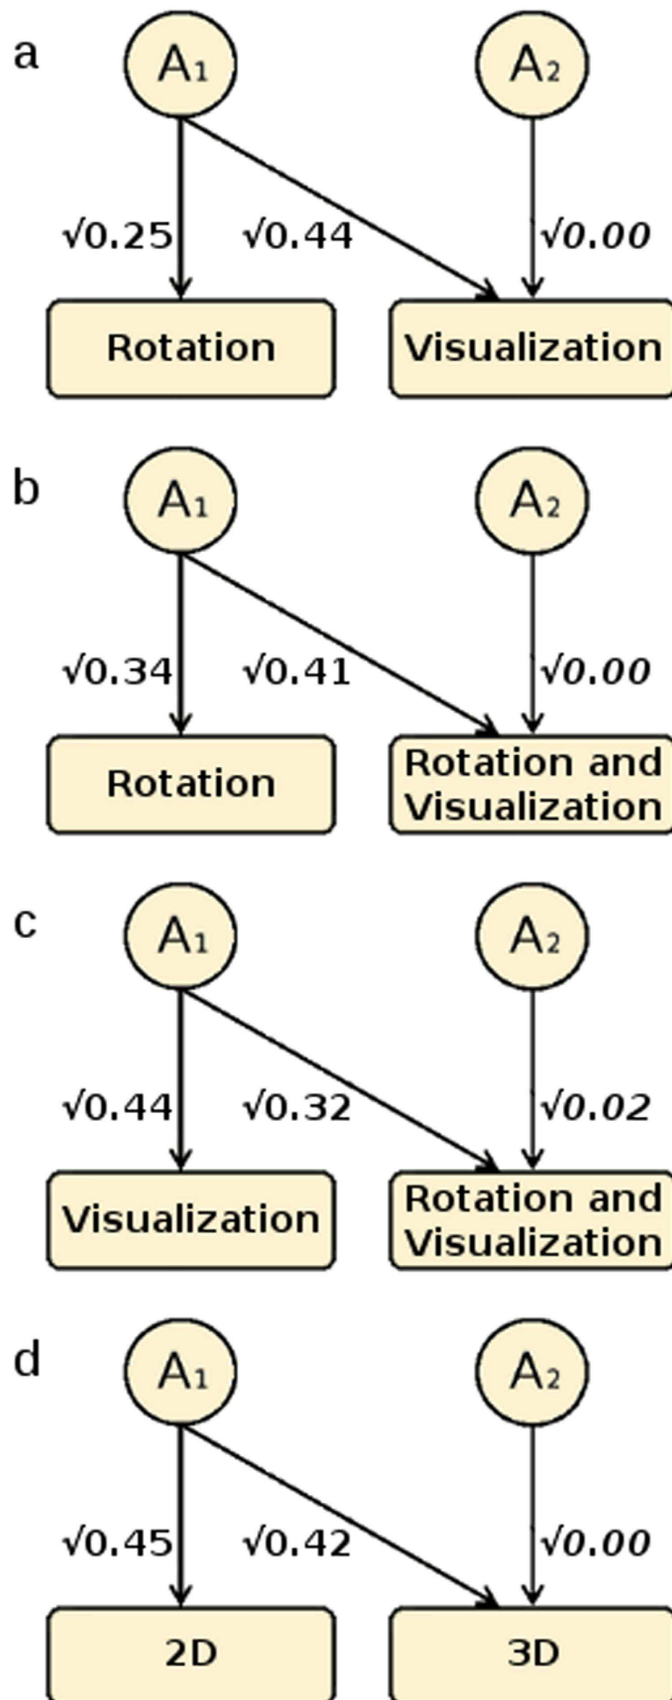 a
A₁ A₂
√0.25 √0.44 √0.00
Rotation Visualization
b
A₁ A₂
√0.34 √0.41 √0.00
Rotation Rotation and
Visualization
c
A₁ A₂
√0.44 √0.32 √0.02
Visualization Rotation and
Visualization
d
A₁ A₂
√0.45 √0.42 √0.00
2D 3D